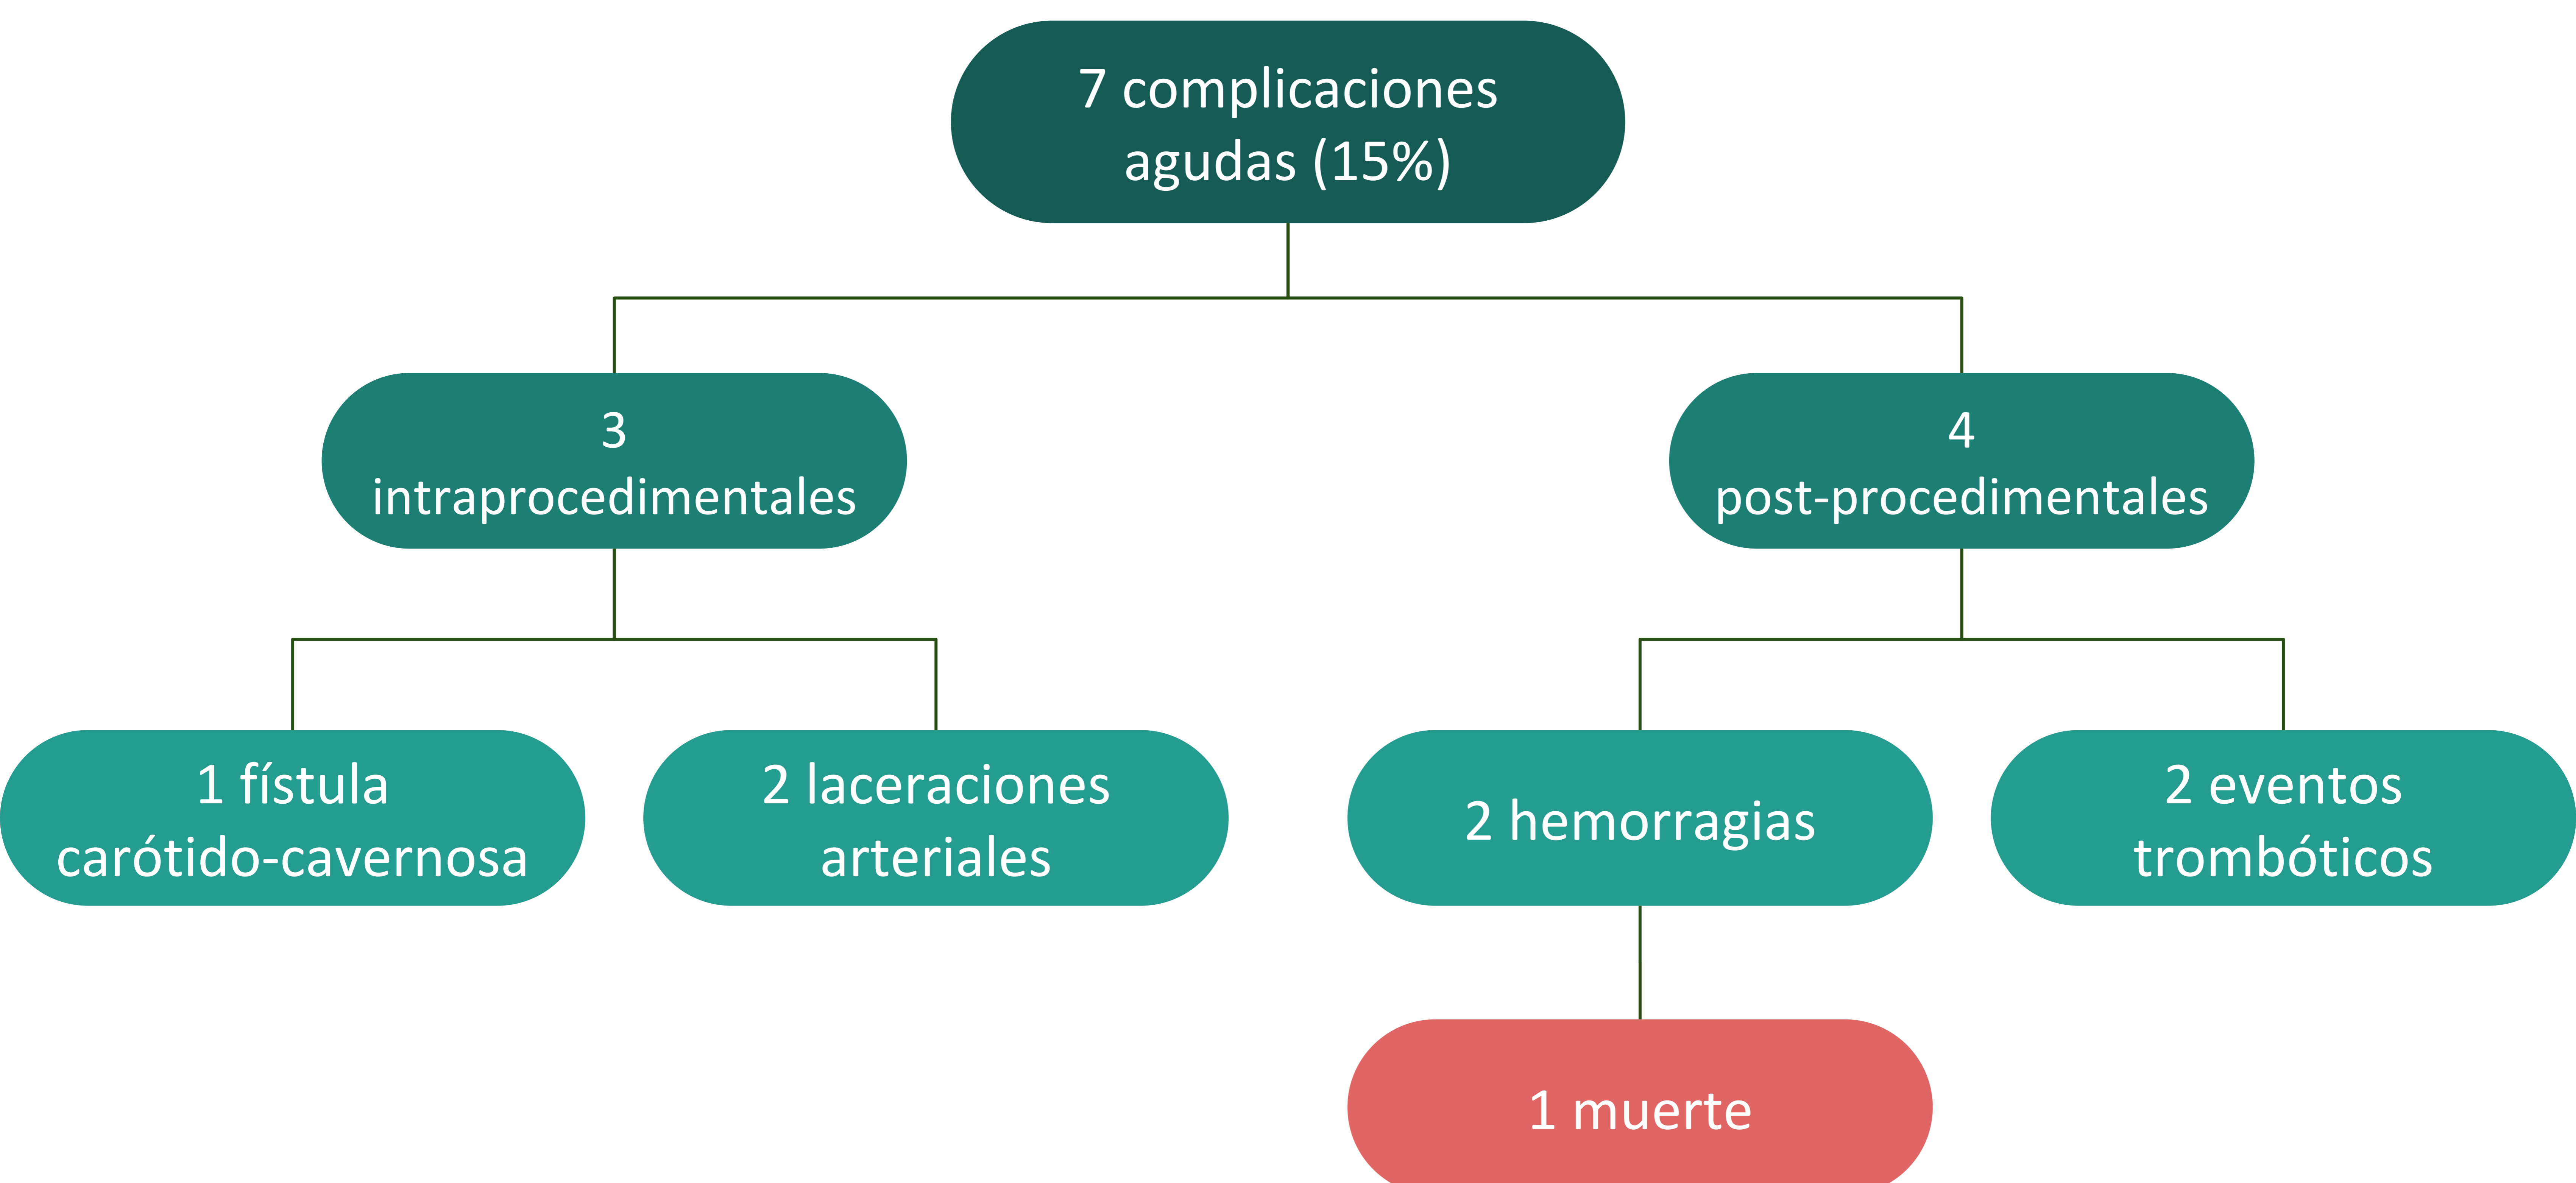 7 complicaciones
agudas (15%)
3
intraprocedimentales
4
post-procedimentales
1 fístula
carótido-cavernosa
2 laceraciones
arteriales
2 hemorragias
2 eventos
trombóticos
1 muerte